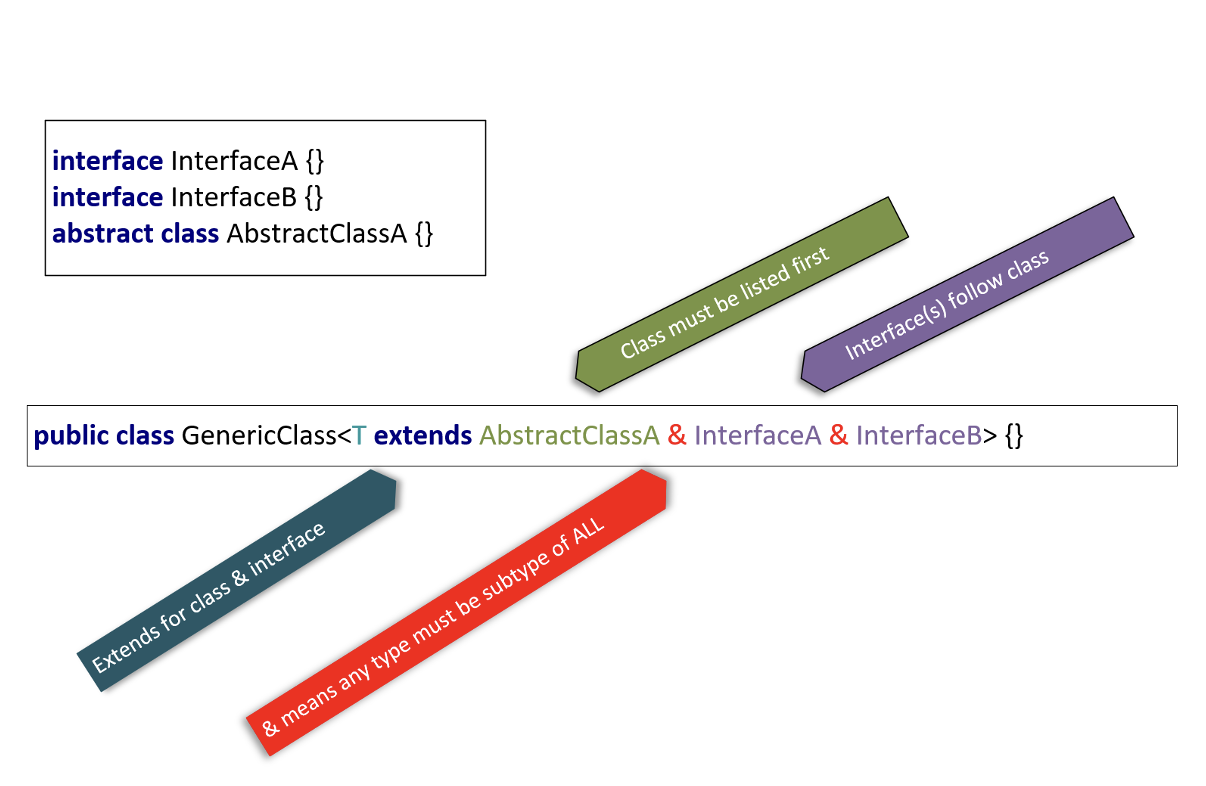 interface InterfaceA {}
interface InterfaceB {}
abstract class AbstractClassA {}
Class must be listed first
Interface(s) follow class
public class GenericClass<T extends AbstractClassA & InterfaceA & InterfaceB> {}
Extends for class & interface
& means any type must be subtype of ALL